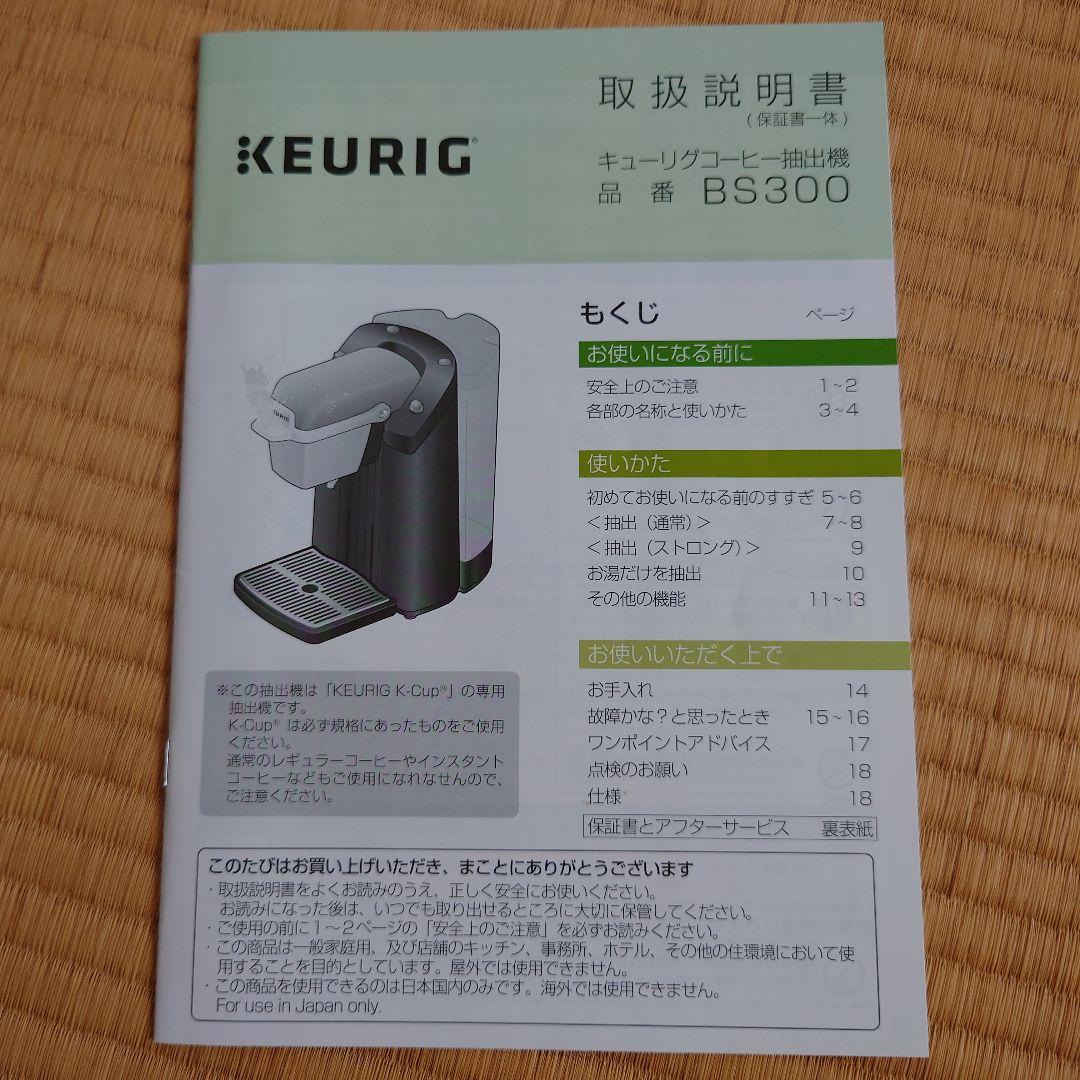 取扱説明書
(保証書一体)
KEURIG®
キューリグコーヒー抽出機
品番 BS300
もくじ ページ
お使いになる前に
安全上のご注意 1~2
各部の名称と使いかた 3~4
使いかた
初めてお使いになる前のすすぎ 5~6
<抽出(通常)> 7~8
<抽出(ストロング)> 9
お湯だけを抽出 10
その他の機能 11~13
お使いいただく上で
お手入れ 14
故障かな?と思ったとき 15~16
ワンポイントアドバイス 17
点検のお願い 18
仕様 18
保証書とアフターサービス 裏表紙
KEURIG
※この抽出機は「KEURIG K-Cup®」の専用
抽出機です。
K-Cup® は必ず規格にあったものをご使用
ください。
通常のレギュラーコーヒーやインスタント
コーヒーなどもご使用になれなせんので、
ご注意ください。
このたびはお買い上げいただき、まことにありがとうございます
・取扱説明書をよくお読みのうえ、正しく安全にお使いください。
お読みになった後は、いつでも取り出せるところに大切に保管してください。
・ご使用の前に1~2ページの「安全上のご注意」を必ずお読みください。
・この商品は一般家庭用、及び店舗のキッチン、事務所、ホテル、その他の住環境において使
用することを目的としています。屋外では使用できません。
・この商品を使用できるのは日本国内のみです。海外では使用できません。
For use in Japan only.